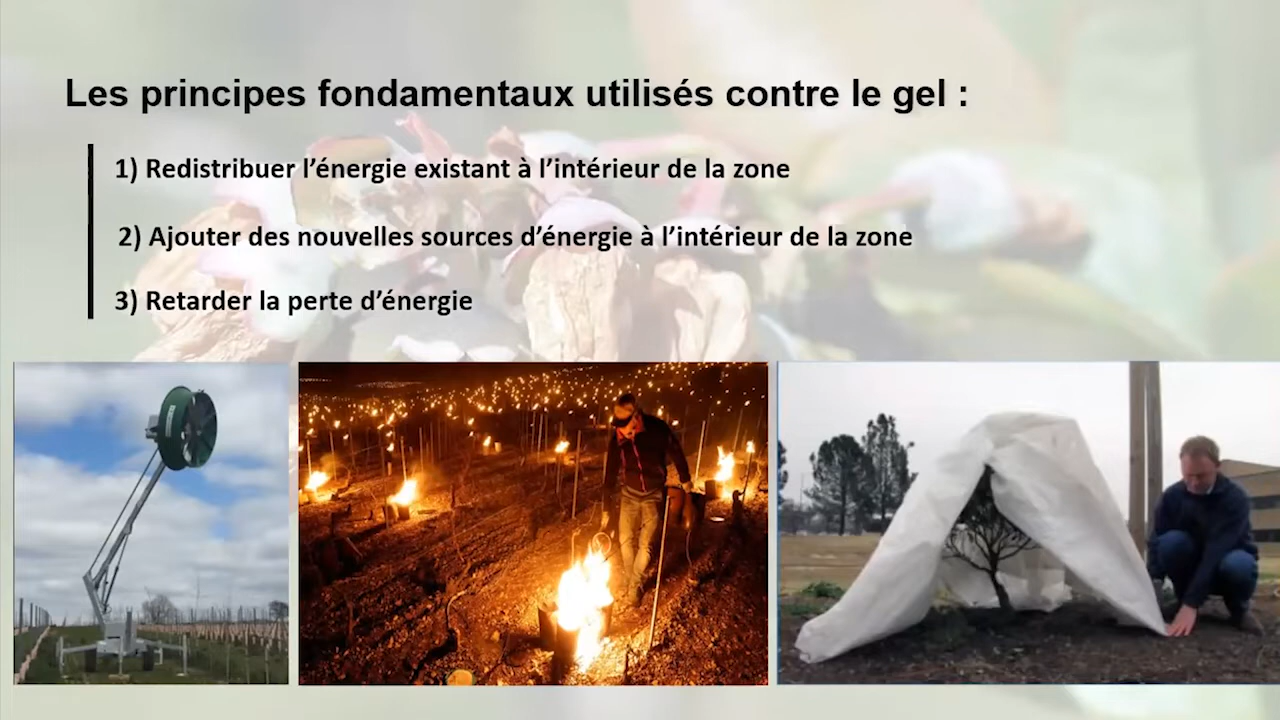 Les principes fondamentaux utilisés contre le gel :
1) Redistribuer l’énergie existant à l’intérieur de la zone
2) Ajouter des nouvelles sources d’énergie à l’intérieur de la zone
3) Retarder la perte d’énergie